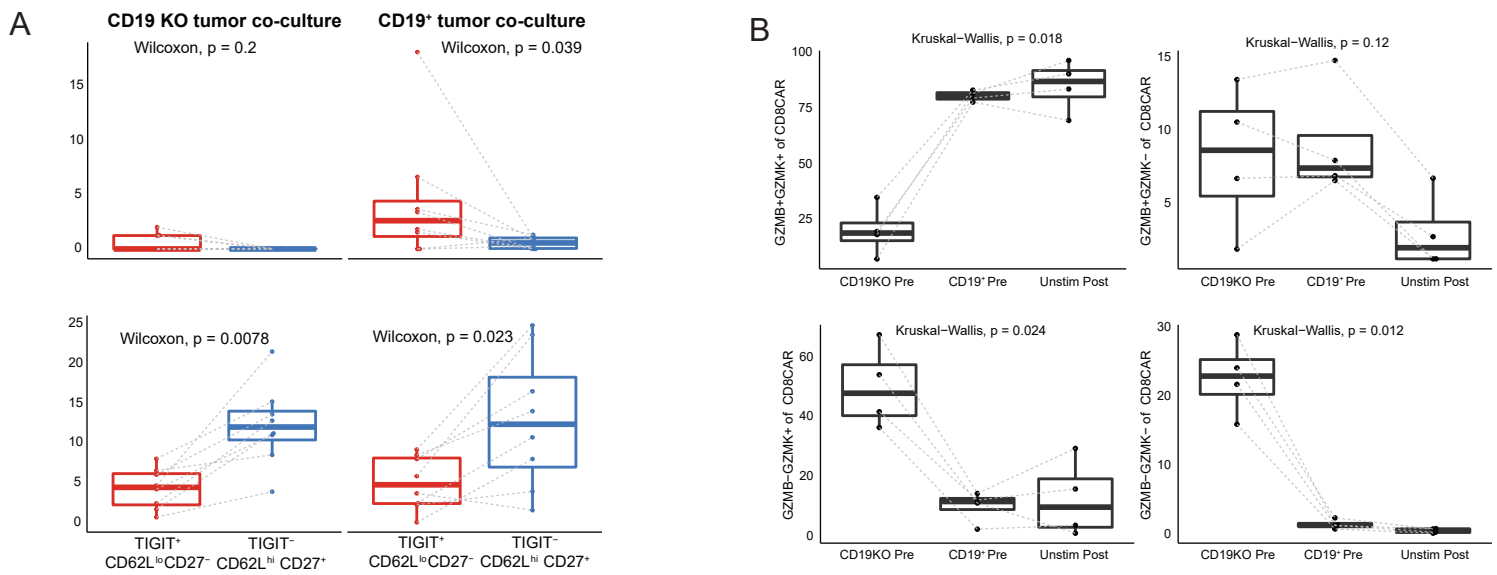 A
CD19 KO tumor co-culture
CD19⁺ tumor co-culture
Wilcoxon, p = 0.2
Wilcoxon, p = 0.039
15
10
5
0
25
20
15
10
5
0
Wilcoxon, p = 0.0078
Wilcoxon, p = 0.023
TIGIT⁺
CD62LˡᵒCD27⁻
TIGIT⁻
CD62Lʰⁱ CD27⁺
TIGIT⁺
CD62LˡᵒCD27⁻
TIGIT⁻
CD62Lʰⁱ CD27⁺
B
Kruskal−Wallis, p = 0.018
GZMB+GZMK+ of CD8CAR
100
75
50
25
CD19KO Pre
CD19⁺ Pre
Unstim Post
Kruskal−Wallis, p = 0.12
GZMB+GZMK− of CD8CAR
15
10
5
CD19KO Pre
CD19⁺ Pre
Unstim Post
Kruskal−Wallis, p = 0.024
GZMB−GZMK+ of CD8CAR
60
40
20
0
CD19KO Pre
CD19⁺ Pre
Unstim Post
Kruskal−Wallis, p = 0.012
GZMB−GZMK− of CD8CAR
30
20
10
0
CD19KO Pre
CD19⁺ Pre
Unstim Post